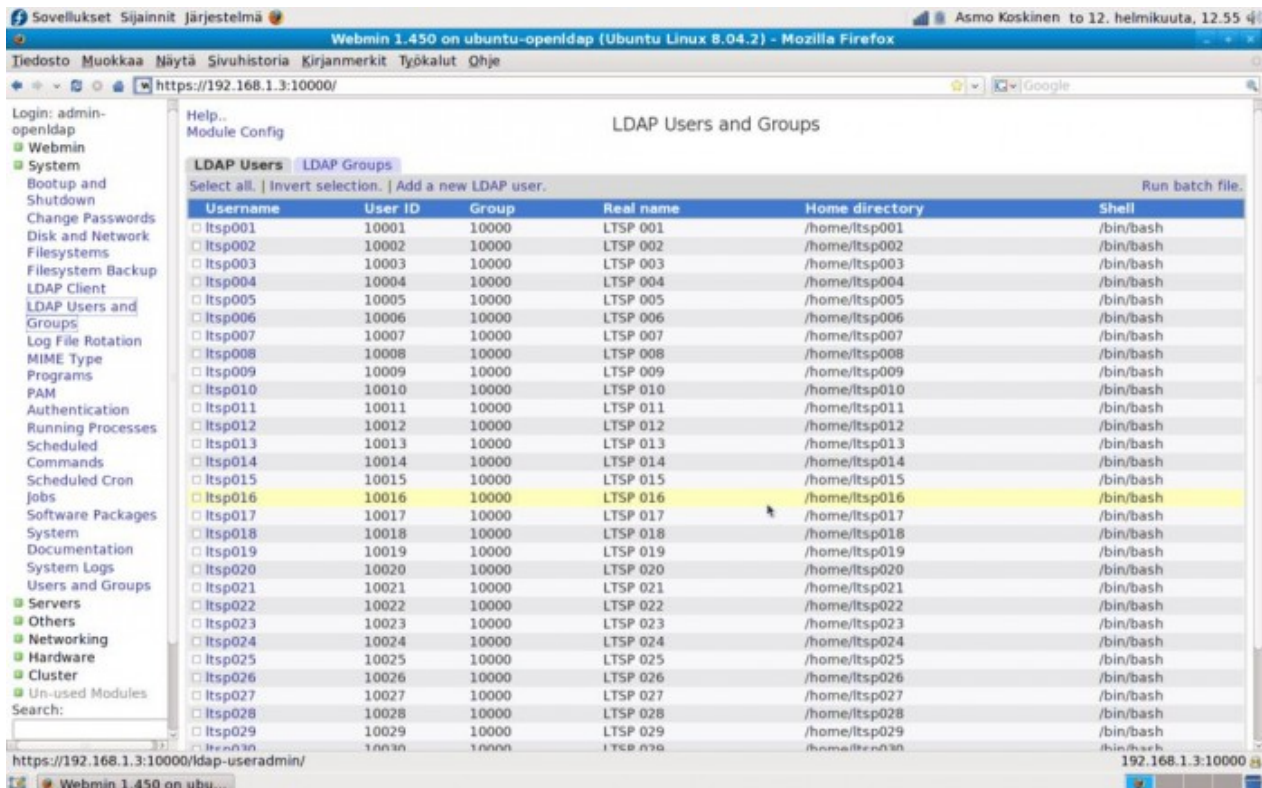 Sovellukset Sijainnit Järjestelmä
Asmo Koskinen to 12. helmikuuta, 12.55
Webmin 1.450 on ubuntu-openldap (Ubuntu Linux 8.04.2) - Mozilla Firefox
Tiedosto Muokkaa Näytä Sivuhistoria Kirjanmerkit Työkalut Ohje
https://192.168.1.3:10000/
Google
Login: admin-
openldap
Webmin
System
Bootup and
Shutdown
Change Passwords
Disk and Network
Filesystems
Filesystem Backup
LDAP Client
LDAP Users and
Groups
Log File Rotation
MIME Type
Programs
PAM
Authentication
Running Processes
Scheduled
Commands
Scheduled Cron
Jobs
Software Packages
System
Documentation
System Logs
Users and Groups
Servers
Others
Networking
Hardware
Cluster
Un-used Modules
Search:
Help..
Module Config
LDAP Users and Groups
LDAP Users LDAP Groups
Select all. | Invert selection. | Add a new LDAP user. Run batch file.
Username User ID Group Real name Home directory Shell
ltsp001 10001 10000 LTSP 001 /home/ltsp001 /bin/bash
ltsp002 10002 10000 LTSP 002 /home/ltsp002 /bin/bash
ltsp003 10003 10000 LTSP 003 /home/ltsp003 /bin/bash
ltsp004 10004 10000 LTSP 004 /home/ltsp004 /bin/bash
ltsp005 10005 10000 LTSP 005 /home/ltsp005 /bin/bash
ltsp006 10006 10000 LTSP 006 /home/ltsp006 /bin/bash
ltsp007 10007 10000 LTSP 007 /home/ltsp007 /bin/bash
ltsp008 10008 10000 LTSP 008 /home/ltsp008 /bin/bash
ltsp009 10009 10000 LTSP 009 /home/ltsp009 /bin/bash
ltsp010 10010 10000 LTSP 010 /home/ltsp010 /bin/bash
ltsp011 10011 10000 LTSP 011 /home/ltsp011 /bin/bash
ltsp012 10012 10000 LTSP 012 /home/ltsp012 /bin/bash
ltsp013 10013 10000 LTSP 013 /home/ltsp013 /bin/bash
ltsp014 10014 10000 LTSP 014 /home/ltsp014 /bin/bash
ltsp015 10015 10000 LTSP 015 /home/ltsp015 /bin/bash
ltsp016 10016 10000 LTSP 016 /home/ltsp016 /bin/bash
ltsp017 10017 10000 LTSP 017 /home/ltsp017 /bin/bash
ltsp018 10018 10000 LTSP 018 /home/ltsp018 /bin/bash
ltsp019 10019 10000 LTSP 019 /home/ltsp019 /bin/bash
ltsp020 10020 10000 LTSP 020 /home/ltsp020 /bin/bash
ltsp021 10021 10000 LTSP 021 /home/ltsp021 /bin/bash
ltsp022 10022 10000 LTSP 022 /home/ltsp022 /bin/bash
ltsp023 10023 10000 LTSP 023 /home/ltsp023 /bin/bash
ltsp024 10024 10000 LTSP 024 /home/ltsp024 /bin/bash
ltsp025 10025 10000 LTSP 025 /home/ltsp025 /bin/bash
ltsp026 10026 10000 LTSP 026 /home/ltsp026 /bin/bash
ltsp027 10027 10000 LTSP 027 /home/ltsp027 /bin/bash
ltsp028 10028 10000 LTSP 028 /home/ltsp028 /bin/bash
ltsp029 10029 10000 LTSP 029 /home/ltsp029 /bin/bash
https://192.168.1.3:10000/ldap-useradmin/
192.168.1.3:10000
Webmin 1.450 on ubu...